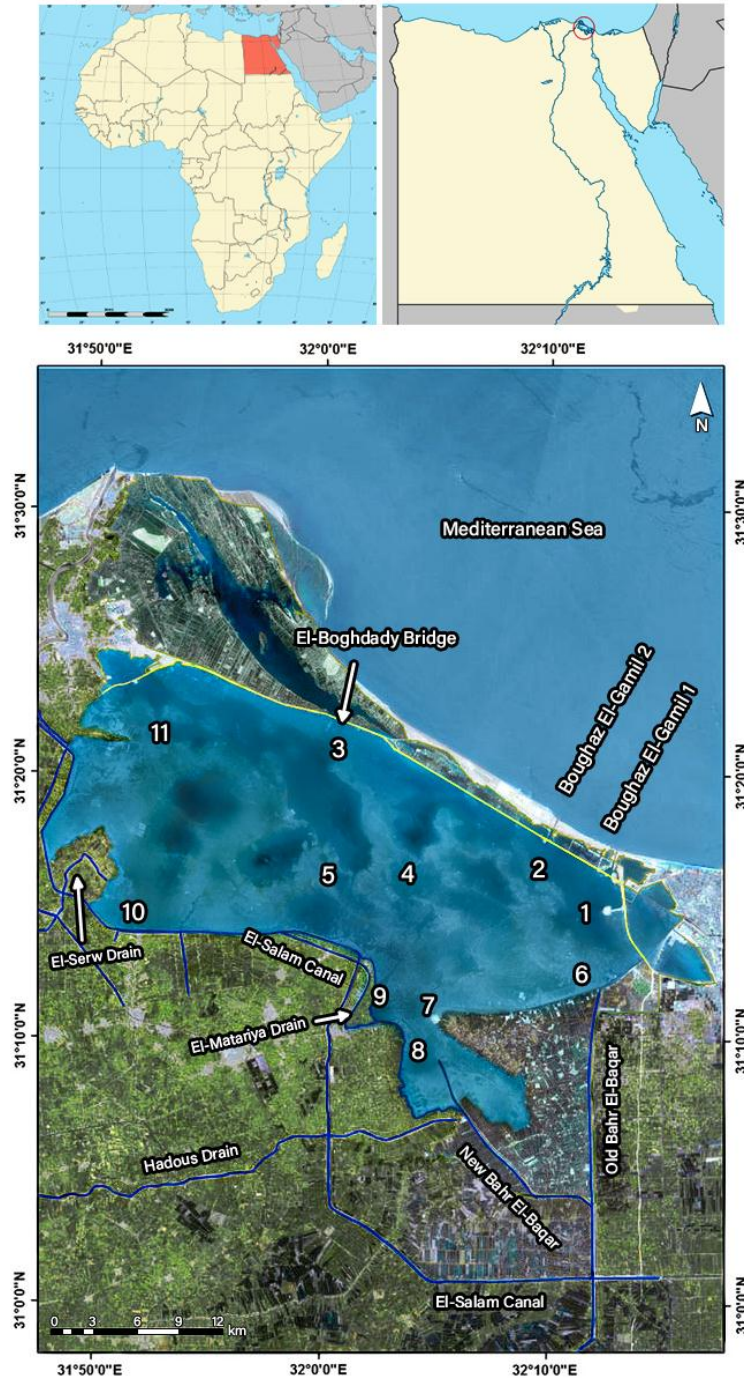 31°50'0"E 32°0'0"E 32°10'0"E
N
31°30'0"N
31°30'0"N
Mediterranean Sea
El-Boghdady Bridge
Boughaz El-Gamil 2
Boughaz El-Gamil 1
11
3
31°20'0"N
31°20'0"N
5
4
2
10
1
El-Serw Drain
El-Salam Canal
6
9
7
El-Matariya Drain
8
31°10'0"N
31°10'0"N
Hadous Drain
New Bahr El-Baqar
Old Bahr El-Baqar
31°0'0"N
31°0'0"N
El-Salam Canal
0 3 6 9 12
km
31°50'0"E 32°0'0"E 32°10'0"E